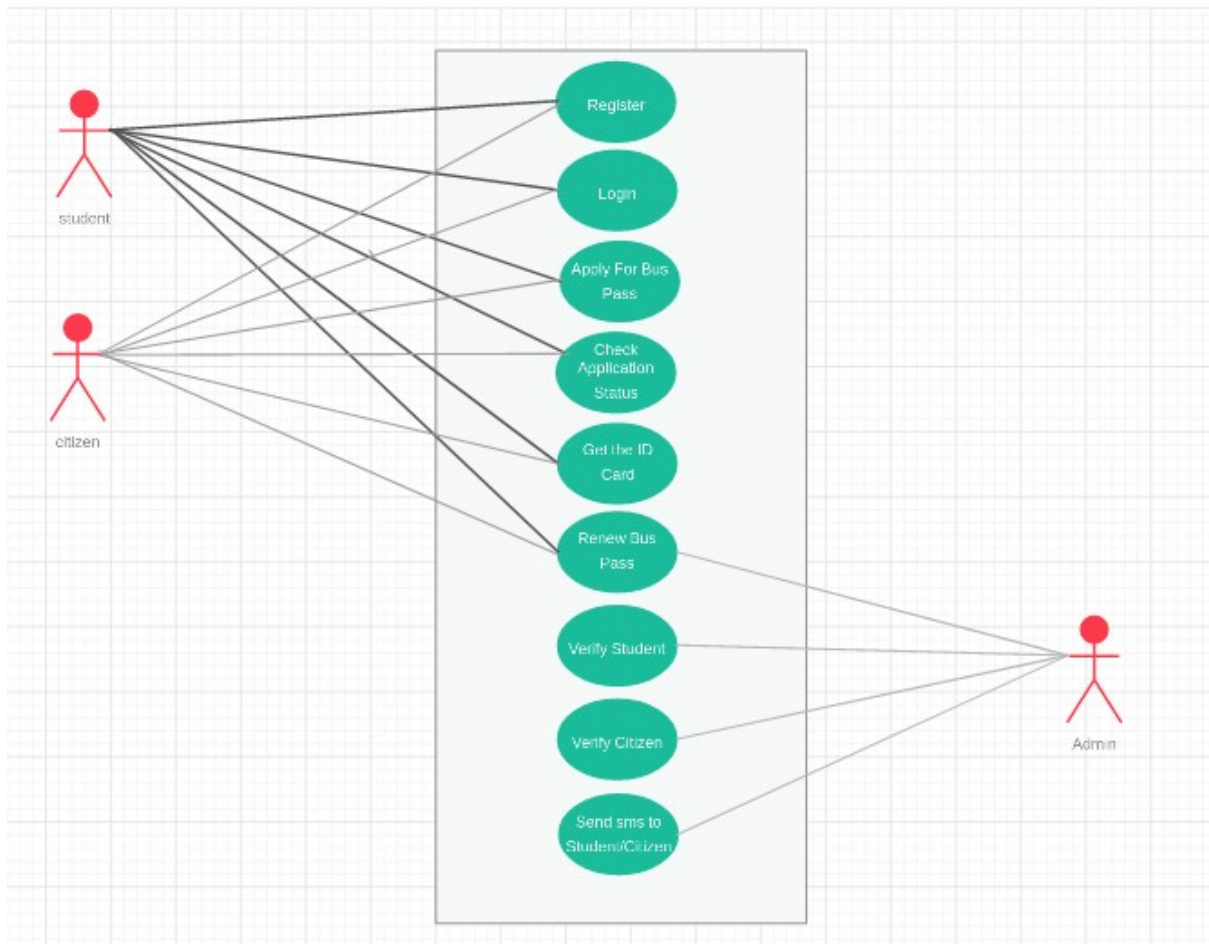 Register
student
Login
Apply For Bus
Pass
citizen
Check
Application
Status
Get the ID
Card
Renew Bus
Pass
Verify Student
Verify Citizen
Admin
Send sms to
Student/Citizen